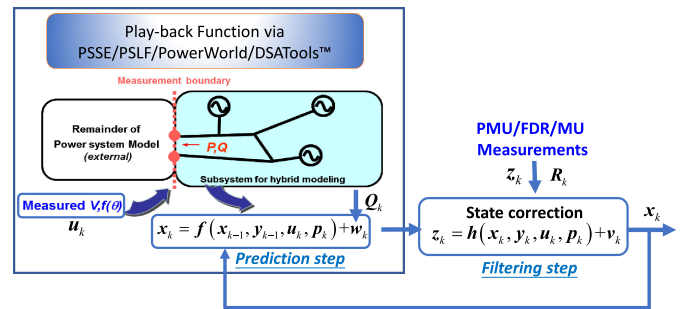 Play-back Function via
PSSE/PSLF/PowerWorld/DSATools™
Measurement boundary
Remainder of
Power system Model
(external)
P,Q
Subsystem for hybrid modeling
PMU/FDR/MU
Measurements
z_k R_k
Measured V,f(θ)
u_k
Q_k
x_k = f(x_{k-1}, y_{k-1}, u_k, p_k)+w_k
Prediction step
State correction
z_k = h(x_k, y_k, u_k, p_k)+v_k
Filtering step
x_k